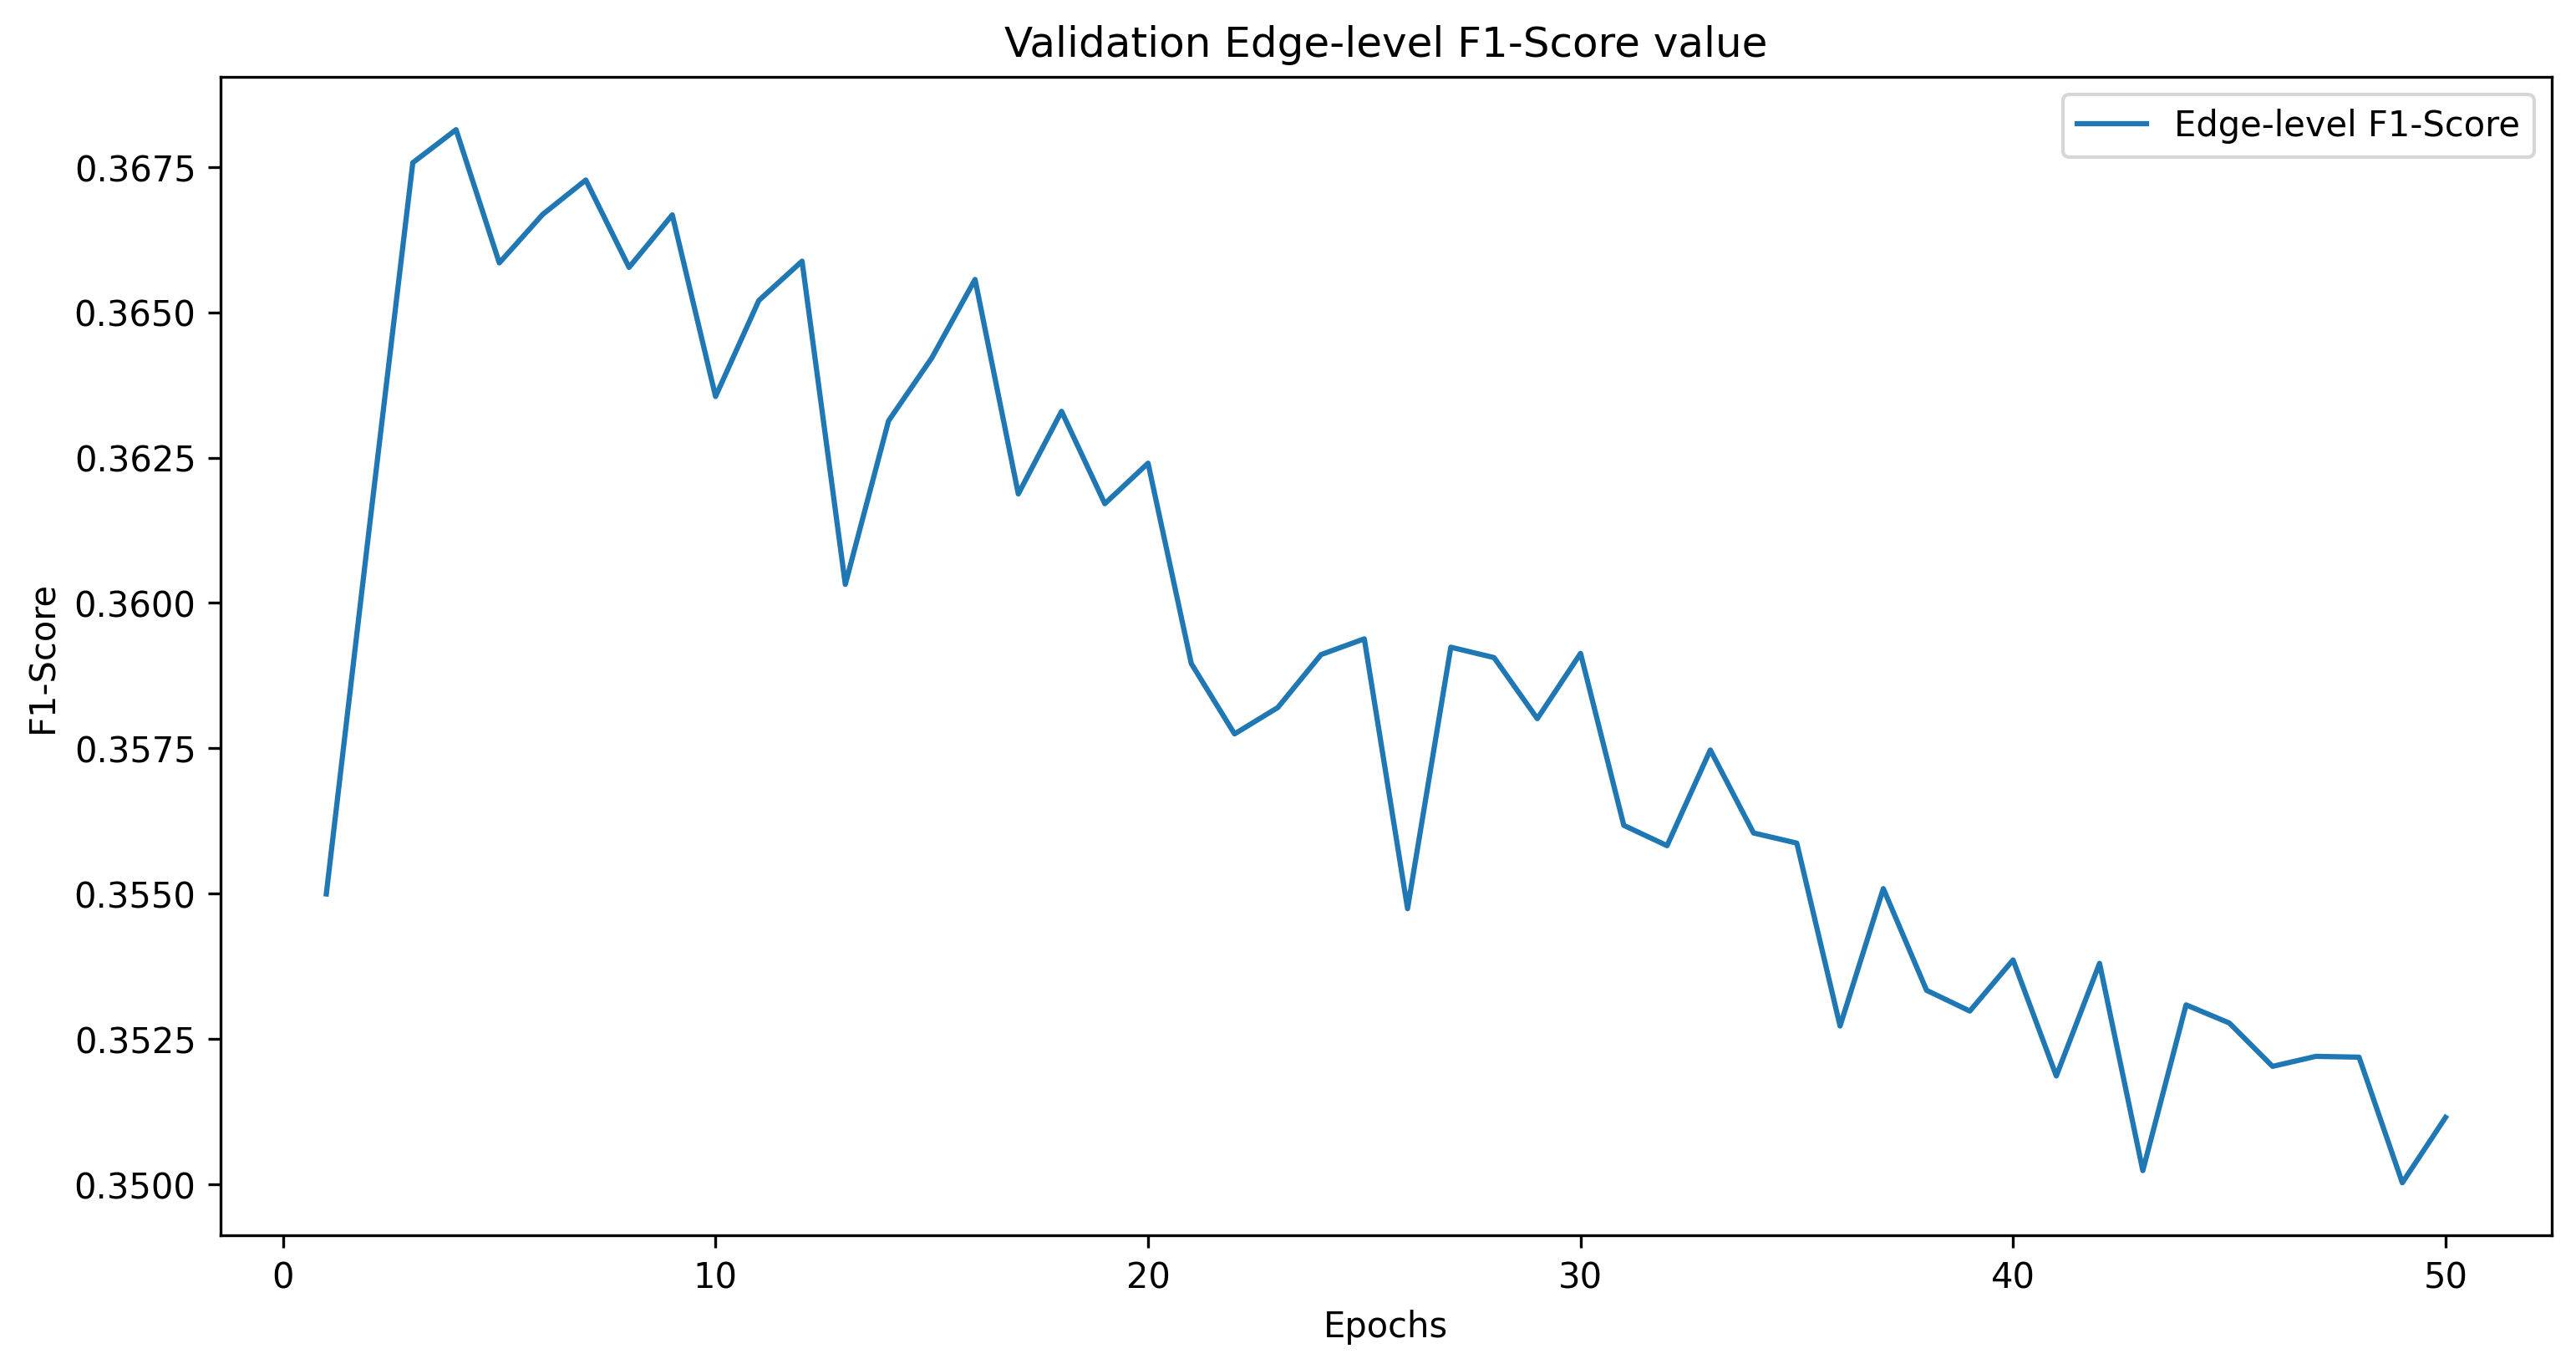 Validation Edge-level F1-Score value
Edge-level F1-Score
0.3675
0.3650
0.3625
0.3600
0.3575
0.3550
0.3525
0.3500
F1-Score
0 10 20 30 40 50
Epochs